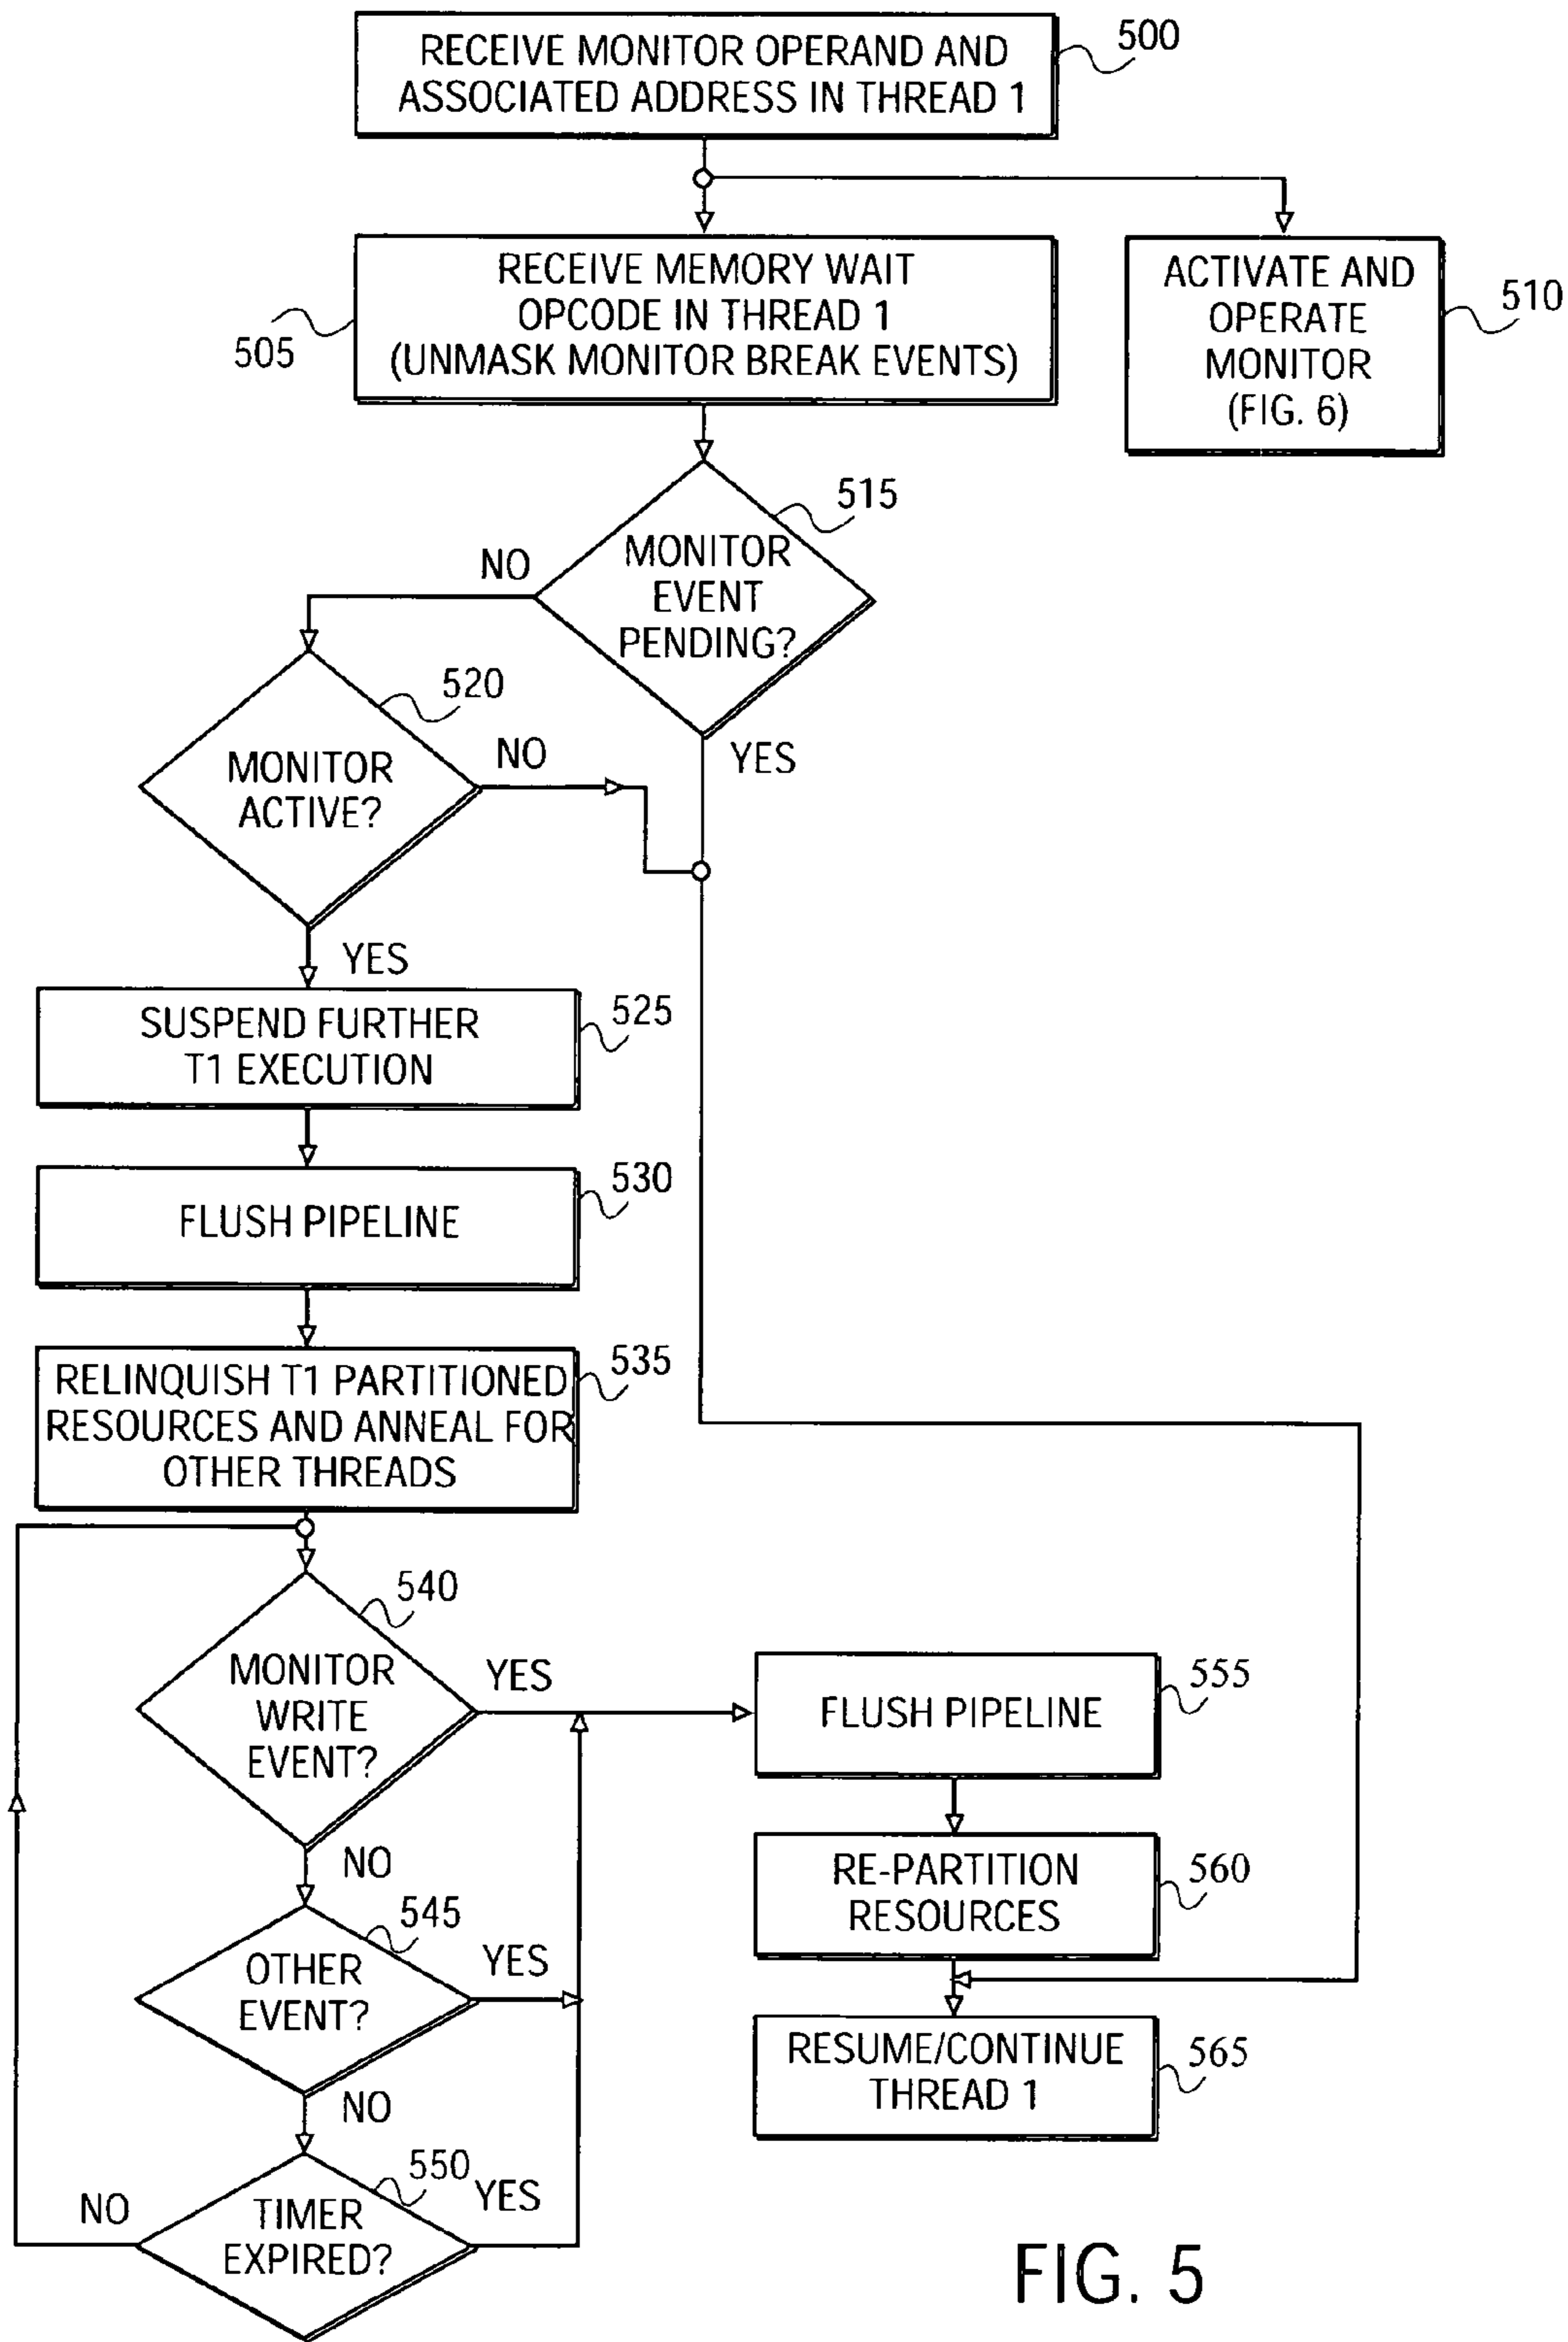 RECEIVE MONITOR OPERAND AND
ASSOCIATED ADDRESS IN THREAD 1
500
RECEIVE MEMORY WAIT
OPCODE IN THREAD 1
(UNMASK MONITOR BREAK EVENTS)
505
ACTIVATE AND
OPERATE
MONITOR
(FIG. 6)
510
MONITOR
EVENT
PENDING?
515
NO
YES
MONITOR
ACTIVE?
520
NO
YES
SUSPEND FURTHER
T1 EXECUTION
525
FLUSH PIPELINE
530
RELINQUISH T1 PARTITIONED
RESOURCES AND ANNEAL FOR
OTHER THREADS
535
MONITOR
WRITE
EVENT?
540
YES
NO
OTHER
EVENT?
545
YES
NO
TIMER
EXPIRED?
550
YES
NO
FLUSH PIPELINE
555
RE-PARTITION
RESOURCES
560
RESUME/CONTINUE
THREAD 1
565
FIG. 5